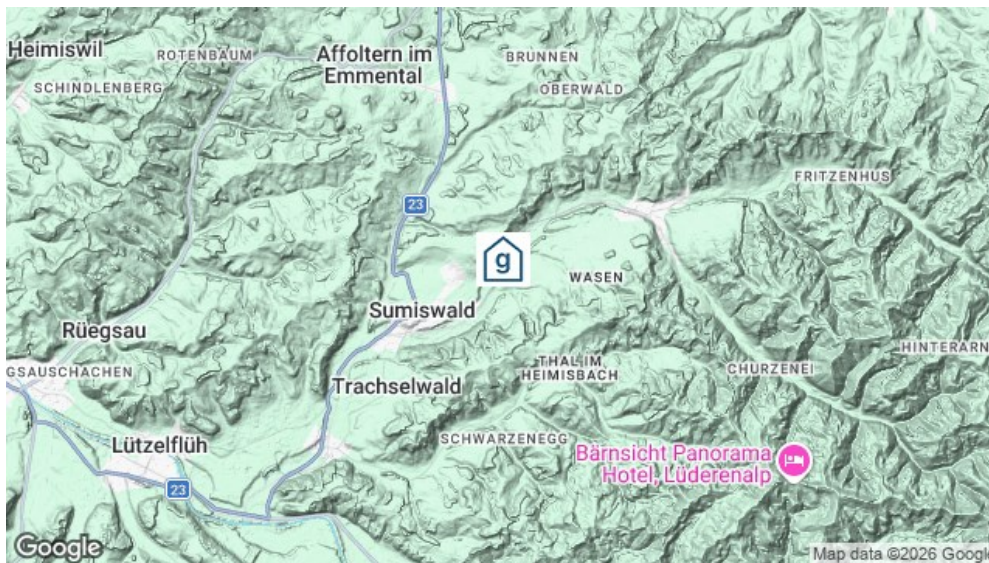 Heimiswil
ROTENBAUM
Affoltern im
Emmental
BRUNNEN
SCHINDLENBERG
OBERWALD
FRITZENHUS
23
g
WASEN
Sumiswald
Rüegsau
HINTERARN
GSAUSCHACHEN
THAL IM
HEIMISBACH
CHURZENEI
Trachselwald
Lützelflüh
SCHWARZENEGG
Bärnsicht Panorama
Hotel, Lüderenalp
23
Google
Map data ©2026 Google